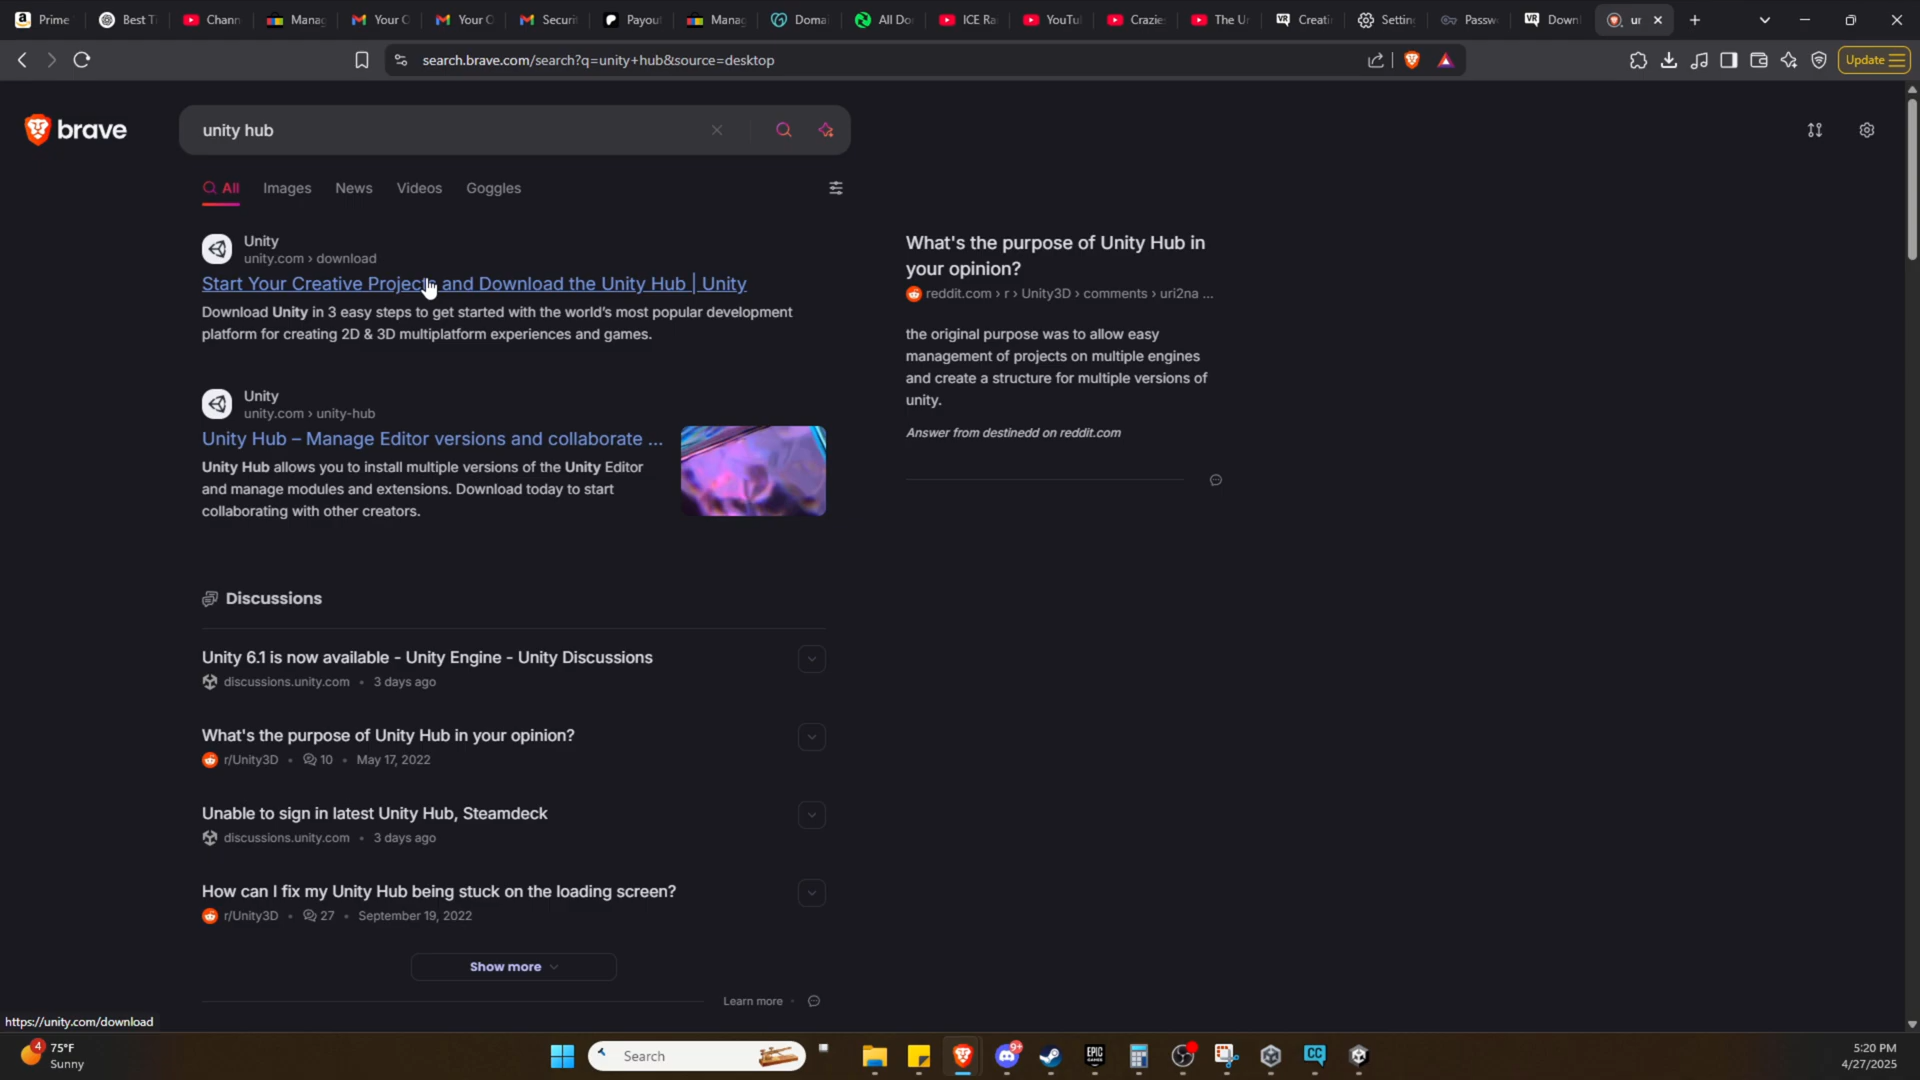 Prime
Best Ti
Chann
Manag
Your O
Your O
Securi
Payou
Manag
Domai
All Do
ICE Ra
YouTu
Crazie
The Ur
Creati
Settin
Passw
Downl
ur
search.brave.com/search?q=unity+hub&source=desktop
Update
brave
unity hub
All
Images
News
Videos
Goggles
Unity
unity.com › download
Start Your Creative Projects and Download the Unity Hub | Unity
Download Unity in 3 easy steps to get started with the world's most popular development
platform for creating 2D & 3D multiplatform experiences and games.
Unity
unity.com › unity-hub
Unity Hub – Manage Editor versions and collaborate ...
Unity Hub allows you to install multiple versions of the Unity Editor
and manage modules and extensions. Download today to start
collaborating with other creators.
What's the purpose of Unity Hub in
your opinion?
reddit.com › r › Unity3D › comments › uri2na ...
the original purpose was to allow easy
management of projects on multiple engines
and create a structure for multiple versions of
unity.
Answer from destinedd on reddit.com
Discussions
Unity 6.1 is now available - Unity Engine - Unity Discussions
discussions.unity.com • 3 days ago
What's the purpose of Unity Hub in your opinion?
r/Unity3D • 10 • May 17, 2022
Unable to sign in latest Unity Hub, Steamdeck
discussions.unity.com • 3 days ago
How can I fix my Unity Hub being stuck on the loading screen?
r/Unity3D • 27 • September 19, 2022
Show more
Learn more •
https://unity.com/download
4
75°F
Sunny
Search
9+
EPIC
GAMES
CC
5:20 PM
4/27/2025